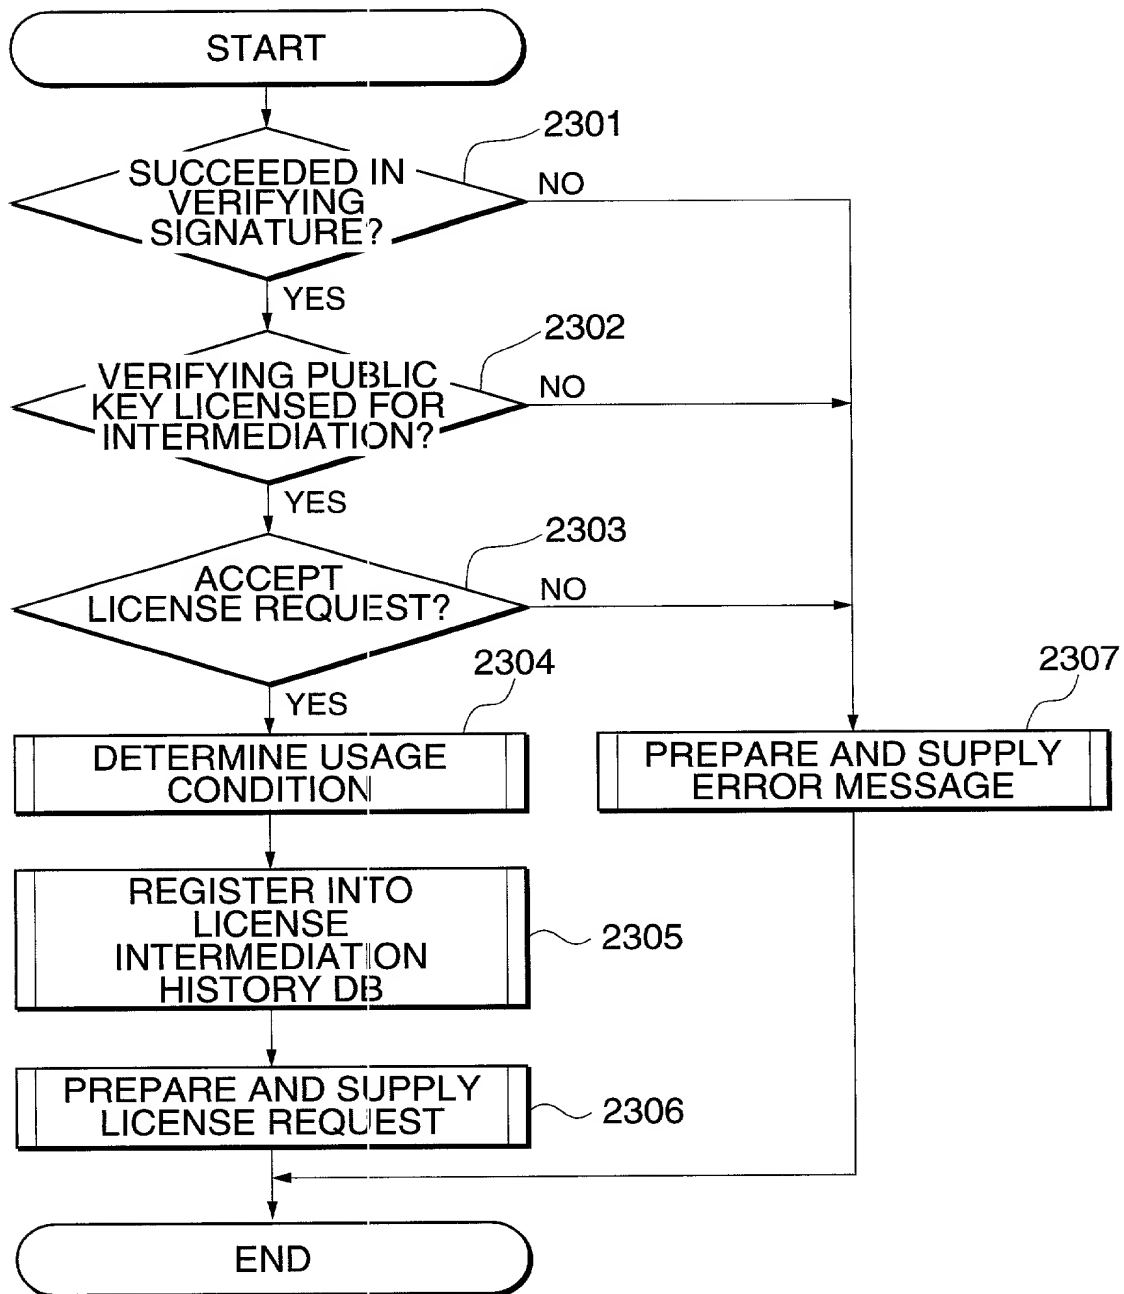 START
2301
SUCCEEDED IN
VERIFYING
SIGNATURE?
NO
YES
2302
VERIFYING PUBLIC
KEY LICENSED FOR
INTERMEDIATION?
NO
YES
2303
ACCEPT
LICENSE REQUEST?
NO
YES
2304
DETERMINE USAGE
CONDITION
2307
PREPARE AND SUPPLY
ERROR MESSAGE
REGISTER INTO
LICENSE
INTERMEDIATION
HISTORY DB
2305
PREPARE AND SUPPLY
LICENSE REQUEST
2306
END